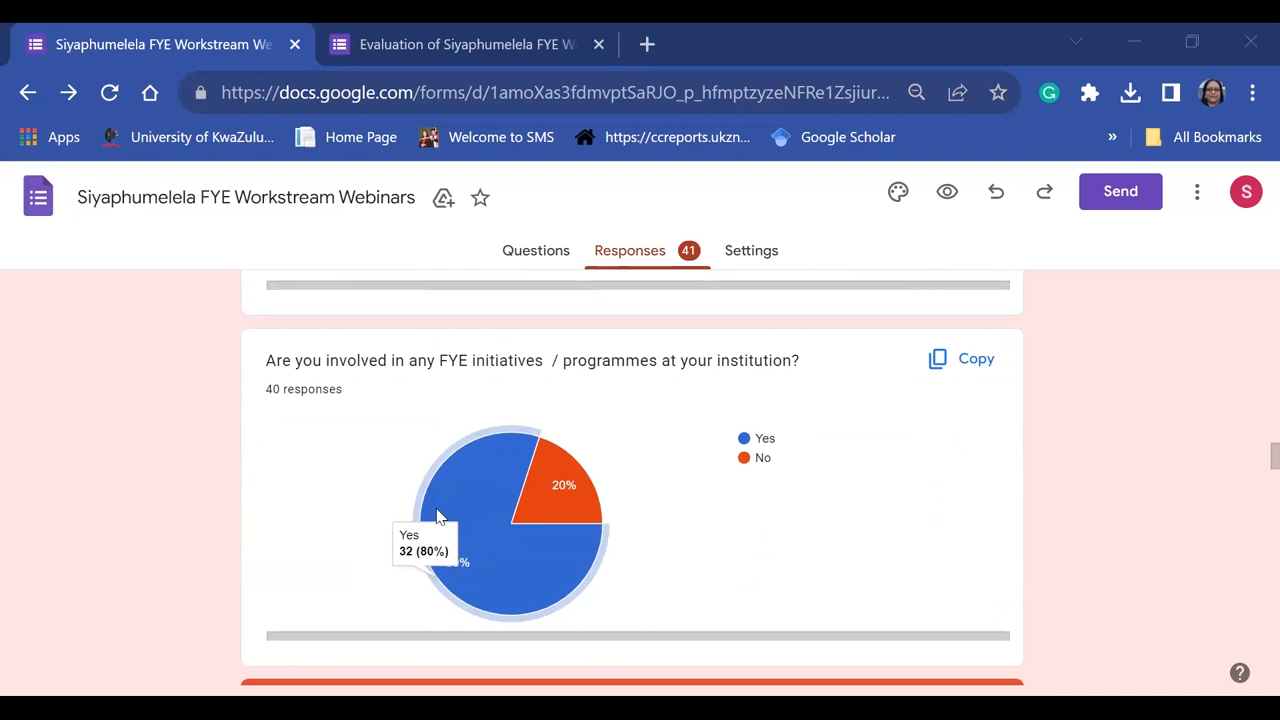 Siyaphumelela FYE Workstream We
Evaluation of Siyaphumelela FYE W
https://docs.google.com/forms/d/1amoXas3fdmvptSaRJO_p_hfmptzyzeNFRe1Zsjiur...
Apps
University of KwaZulu...
Home Page
Welcome to SMS
https://ccreports.ukzn...
Google Scholar
»
All Bookmarks
Siyaphumelela FYE Workstream Webinars
Send
S
Questions
Responses 41
Settings
Are you involved in any FYE initiatives / programmes at your institution?
Copy
40 responses
Yes
No
20%
Yes
32 (80%)
%